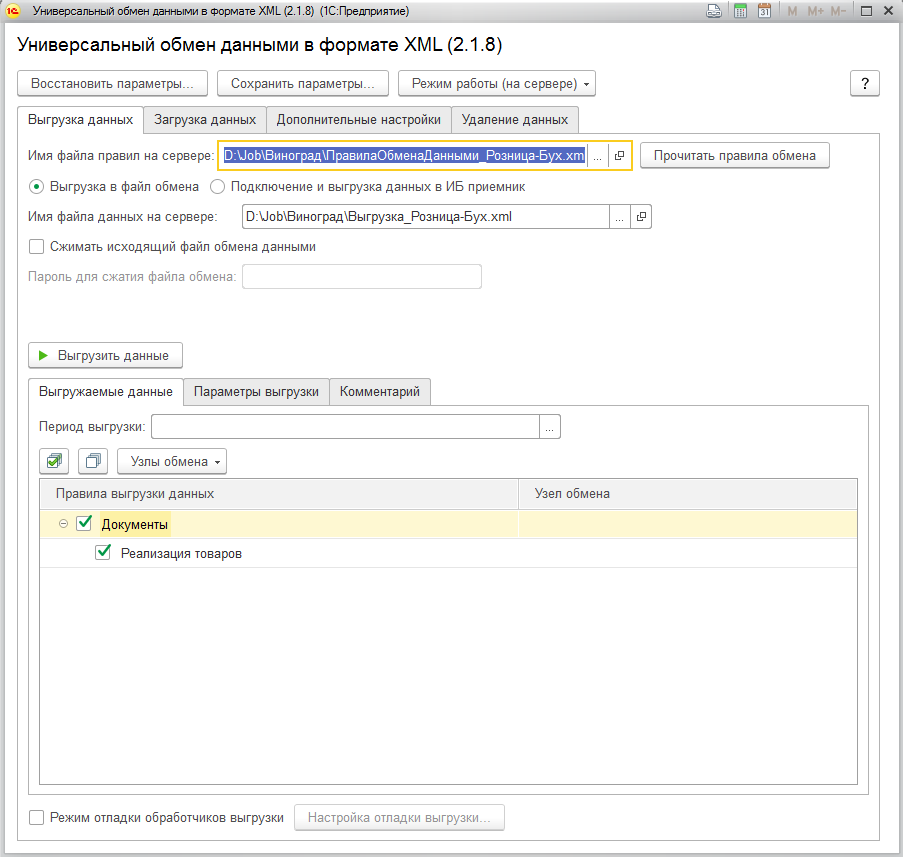 1С Универсальный обмен данными в формате XML (2.1.8) (1С:Предприятие) 31 M M+ M-
Универсальный обмен данными в формате XML (2.1.8)
Восстановить параметры... Сохранить параметры... Режим работы (на сервере) ?
Выгрузка данных Загрузка данных Дополнительные настройки Удаление данных
Имя файла правил на сервере: D:\Job\Виноград\ПравилаОбменаДанными_Розница-Бух.xm ... Прочитать правила обмена
Выгрузка в файл обмена Подключение и выгрузка данных в ИБ приемник
Имя файла данных на сервере: D:\Job\Виноград\Выгрузка_Розница-Бух.xml ...
Сжимать исходящий файл обмена данными
Пароль для сжатия файла обмена:
Выгрузить данные
Выгружаемые данные Параметры выгрузки Комментарий
Период выгрузки: ...
Узлы обмена
Правила выгрузки данных Узел обмена
Документы
Реализация товаров
Режим отладки обработчиков выгрузки Настройка отладки выгрузки...